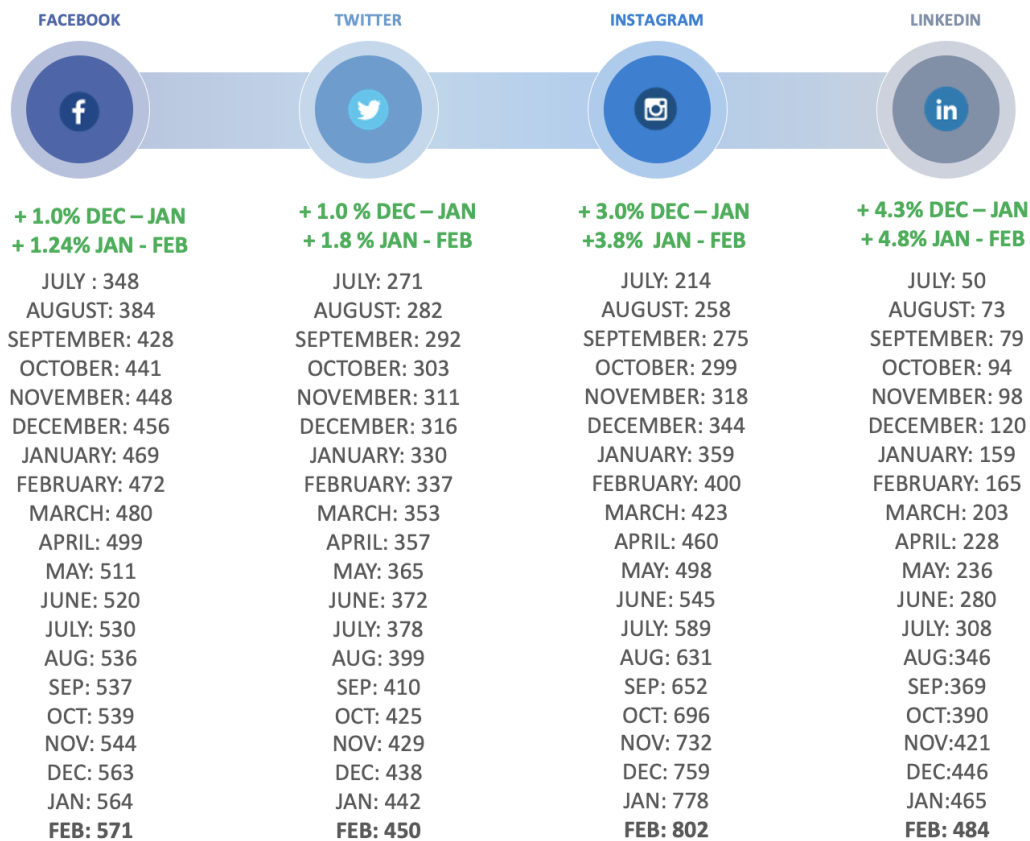 FACEBOOK
TWITTER
INSTAGRAM
LINKEDIN
f
in
+ 1.0% DEC – JAN
+ 1.24% JAN - FEB
JULY : 348
AUGUST: 384
SEPTEMBER: 428
OCTOBER: 441
NOVEMBER: 448
DECEMBER: 456
JANUARY: 469
FEBRUARY: 472
MARCH: 480
APRIL: 499
MAY: 511
JUNE: 520
JULY: 530
AUG: 536
SEP: 537
OCT: 539
NOV: 544
DEC: 563
JAN: 564
FEB: 571
+ 1.0 % DEC – JAN
+ 1.8 % JAN - FEB
JULY: 271
AUGUST: 282
SEPTEMBER: 292
OCTOBER: 303
NOVEMBER: 311
DECEMBER: 316
JANUARY: 330
FEBRUARY: 337
MARCH: 353
APRIL: 357
MAY: 365
JUNE: 372
JULY: 378
AUG: 399
SEP: 410
OCT: 425
NOV: 429
DEC: 438
JAN: 442
FEB: 450
+ 3.0% DEC – JAN
+3.8% JAN - FEB
JULY: 214
AUGUST: 258
SEPTEMBER: 275
OCTOBER: 299
NOVEMBER: 318
DECEMBER: 344
JANUARY: 359
FEBRUARY: 400
MARCH: 423
APRIL: 460
MAY: 498
JUNE: 545
JULY: 589
AUG: 631
SEP: 652
OCT: 696
NOV: 732
DEC: 759
JAN: 778
FEB: 802
+ 4.3% DEC – JAN
+ 4.8% JAN - FEB
JULY: 50
AUGUST: 73
SEPTEMBER: 79
OCTOBER: 94
NOVEMBER: 98
DECEMBER: 120
JANUARY: 159
FEBRUARY: 165
MARCH: 203
APRIL: 228
MAY: 236
JUNE: 280
JULY: 308
AUG:346
SEP:369
OCT:390
NOV:421
DEC:446
JAN:465
FEB: 484